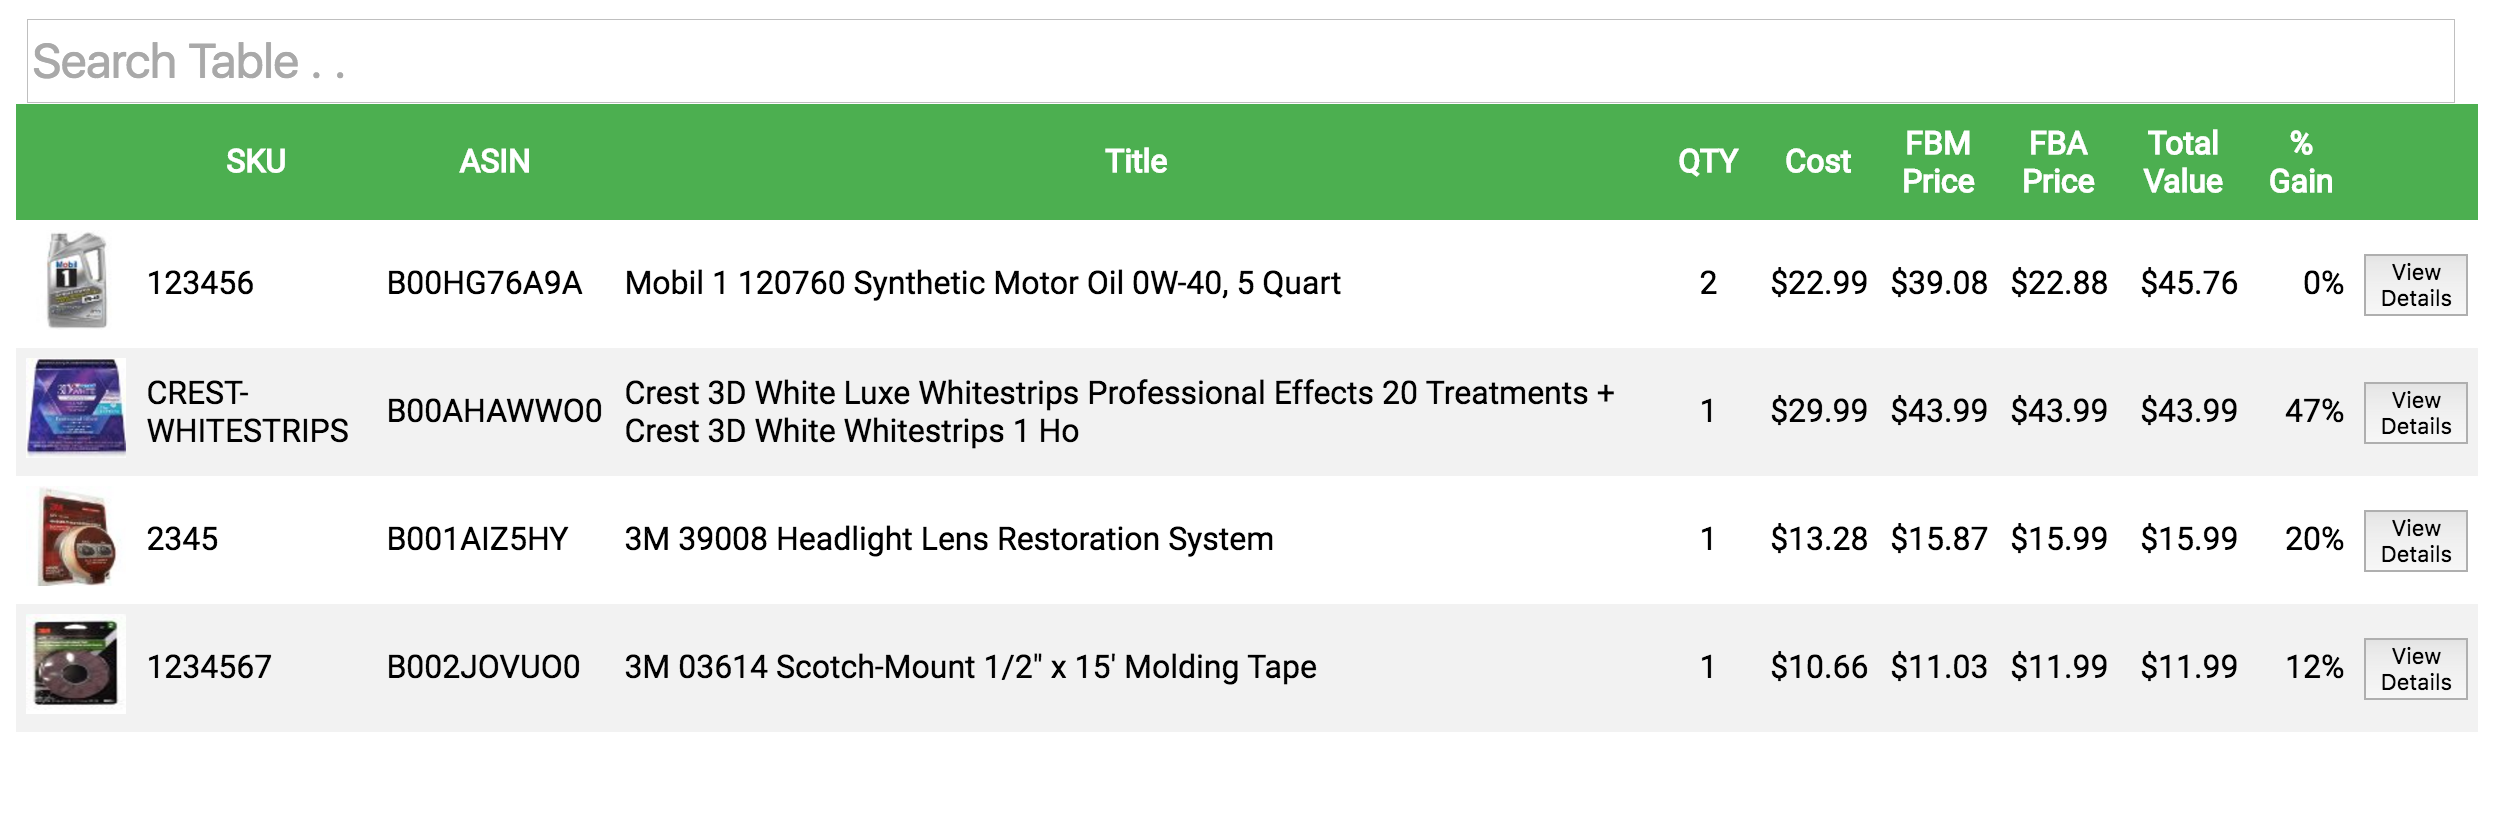 Search Table . .
SKU ASIN Title QTY Cost FBM Price FBA Price Total Value % Gain
Mobil 1
123456 B00HG76A9A Mobil 1 120760 Synthetic Motor Oil 0W-40, 5 Quart 2 $22.99 $39.08 $22.88 $45.76 0% View Details
CREST-WHITESTRIPS B00AHAWWO0 Crest 3D White Luxe Whitestrips Professional Effects 20 Treatments + Crest 3D White Whitestrips 1 Ho 1 $29.99 $43.99 $43.99 $43.99 47% View Details
2345 B001AIZ5HY 3M 39008 Headlight Lens Restoration System 1 $13.28 $15.87 $15.99 $15.99 20% View Details
1234567 B002JOVUO0 3M 03614 Scotch-Mount 1/2" x 15' Molding Tape 1 $10.66 $11.03 $11.99 $11.99 12% View Details